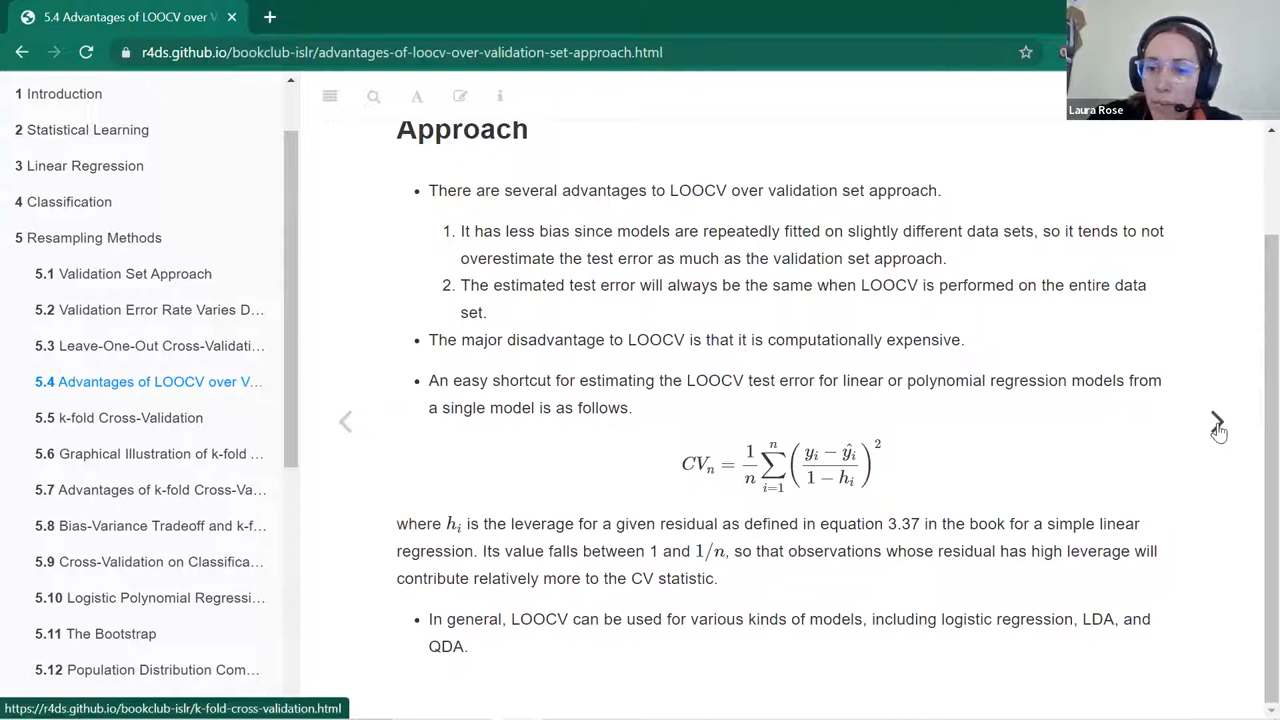 5.4 Advantages of LOOCV over V
r4ds.github.io/bookclub-islr/advantages-of-loocv-over-validation-set-approach.html
Laura Rose
1 Introduction
2 Statistical Learning
3 Linear Regression
4 Classification
5 Resampling Methods
5.1 Validation Set Approach
5.2 Validation Error Rate Varies D...
5.3 Leave-One-Out Cross-Validati...
5.4 Advantages of LOOCV over V...
5.5 k-fold Cross-Validation
5.6 Graphical Illustration of k-fold ...
5.7 Advantages of k-fold Cross-Va...
5.8 Bias-Variance Tradeoff and k-f...
5.9 Cross-Validation on Classifica...
5.10 Logistic Polynomial Regressi...
5.11 The Bootstrap
5.12 Population Distribution Com...
https://r4ds.github.io/bookclub-islr/k-fold-cross-validation.html
Approach
• There are several advantages to LOOCV over validation set approach.
1. It has less bias since models are repeatedly fitted on slightly different data sets, so it tends to not
overestimate the test error as much as the validation set approach.
2. The estimated test error will always be the same when LOOCV is performed on the entire data
set.
• The major disadvantage to LOOCV is that it is computationally expensive.
• An easy shortcut for estimating the LOOCV test error for linear or polynomial regression models from
a single model is as follows.
CVₙ = 1/n ∑ᵢ₌₁ⁿ ((yᵢ − ŷᵢ)/(1 − hᵢ))²
where hᵢ is the leverage for a given residual as defined in equation 3.37 in the book for a simple linear
regression. Its value falls between 1 and 1/n, so that observations whose residual has high leverage will
contribute relatively more to the CV statistic.
• In general, LOOCV can be used for various kinds of models, including logistic regression, LDA, and
QDA.